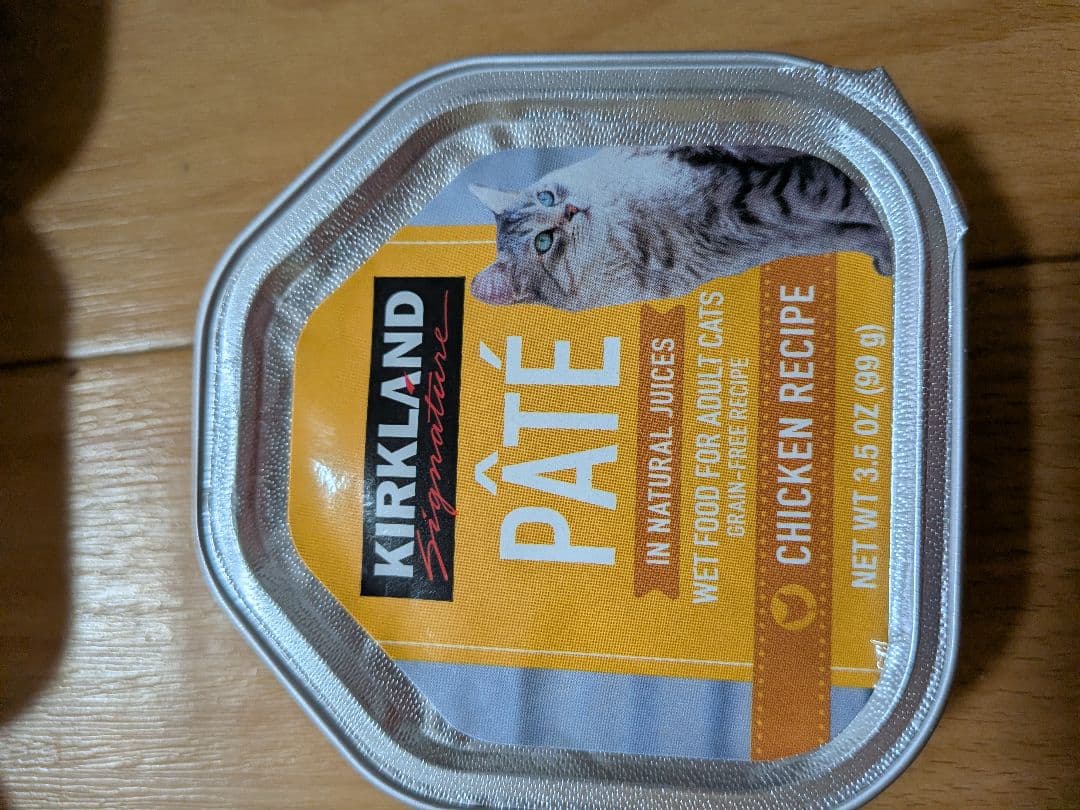 KIRKLAND
Signature
PÂTÉ
IN NATURAL JUICES
WET FOOD FOR ADULT CATS
GRAIN-FREE RECIPE
CHICKEN RECIPE
NET WT 3.5 OZ (99 g)